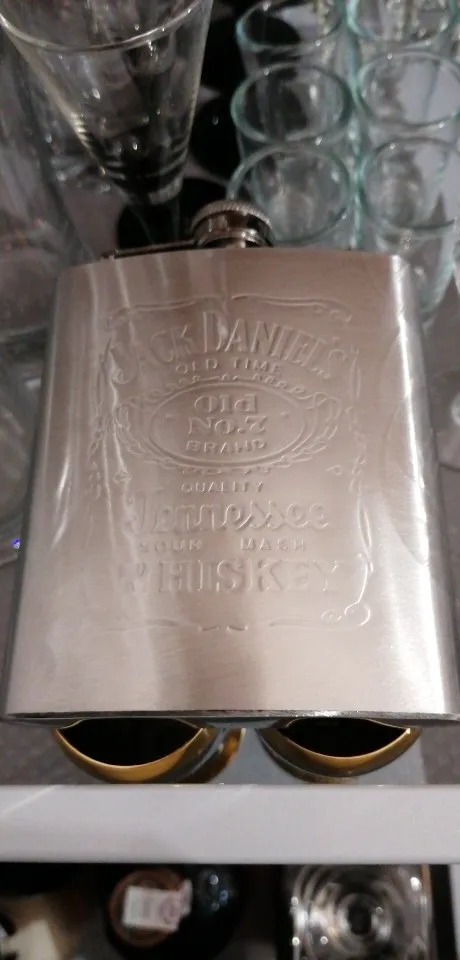 JACK DANIEL'S
OLD TIME
OLD
NO.7
BRAND
QUALITY
Tennessee
SOUR MASH
WHISKEY